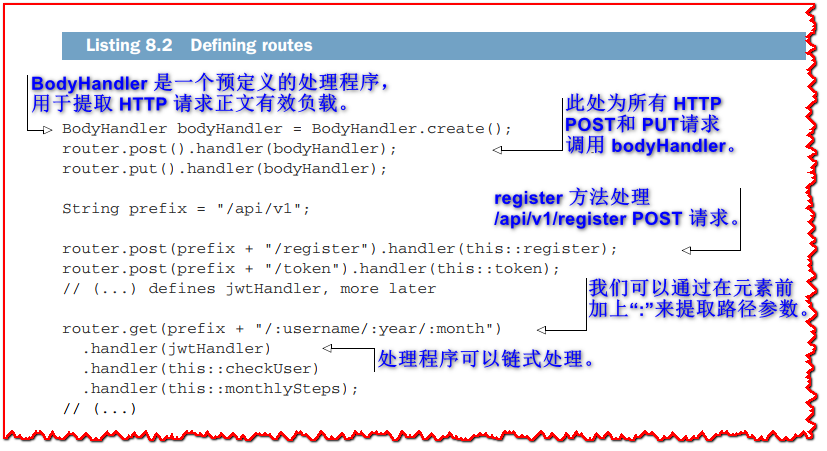 Listing 8.2 Defining routes
BodyHandler 是一个预定义的处理程序，
用于提取 HTTP 请求正文有效负载。
此处为所有 HTTP
POST和 PUT请求
调用 bodyHandler。
BodyHandler bodyHandler = BodyHandler.create();
router.post().handler(bodyHandler);
router.put().handler(bodyHandler);
String prefix = "/api/v1";
register 方法处理
/api/v1/register POST 请求。
router.post(prefix + "/register").handler(this::register);
router.post(prefix + "/token").handler(this::token);
// (...) defines jwtHandler, more later
我们可以通过在元素前
加上“:”来提取路径参数。
router.get(prefix + "/:username/:year/:month")
.handler(jwtHandler)
处理程序可以链式处理。
.handler(this::checkUser)
.handler(this::monthlySteps);
// (...)